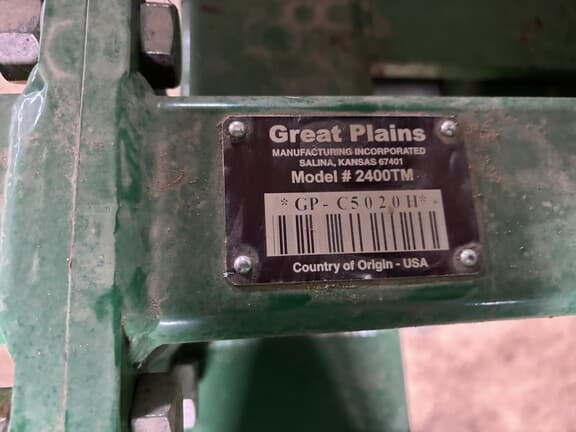 Great Plains
MANUFACTURING INCORPORATED
SALINA, KANSAS 67401
Model # 2400TM
*GP-C5020H*
Country of Origin - USA